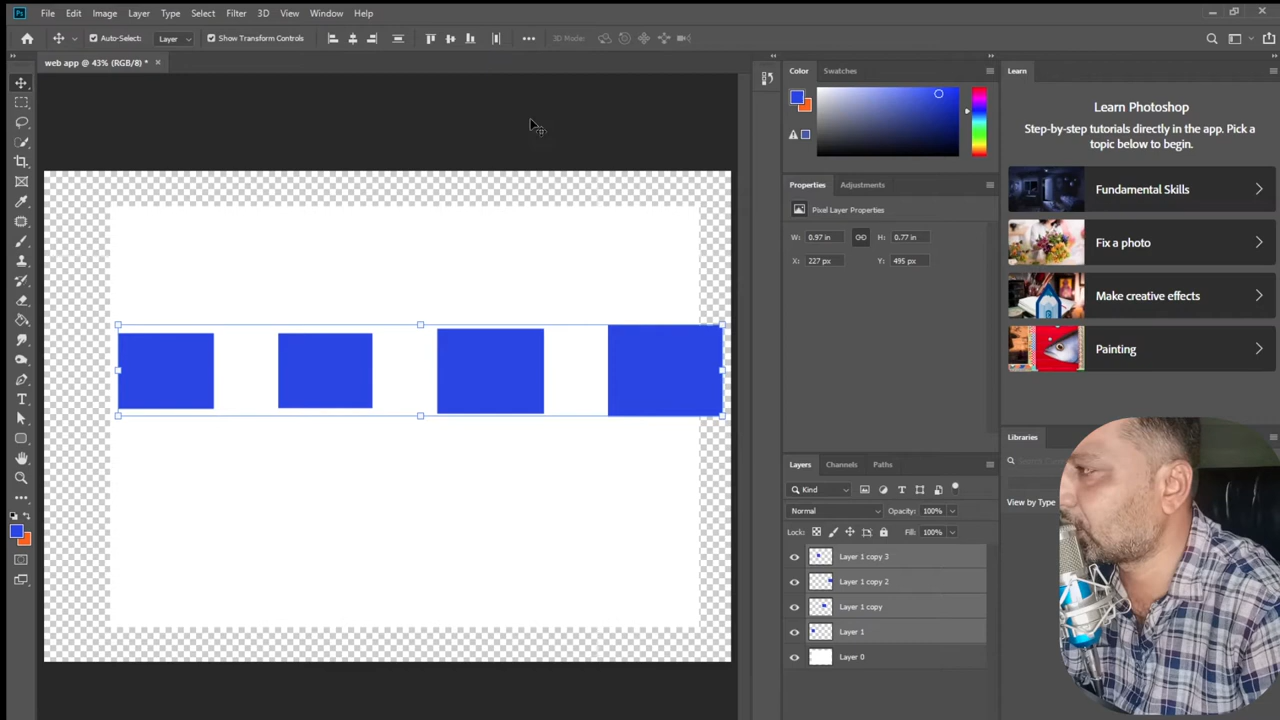 Ps File Edit Image Layer Type Select Filter 3D View Window Help
Auto-Select: Layer Show Transform Controls 3D Mode:
web app @ 43% (RGB/8) *
Color Swatches
Learn
Learn Photoshop
Step-by-step tutorials directly in the app. Pick a
topic below to begin.
Properties Adjustments
Fundamental Skills
Pixel Layer Properties
W: 0.97 in H: 0.77 in
Fix a photo
X: 227 px Y: 495 px
Make creative effects
Painting
Libraries
Layers Channels Paths
Kind
View by Type
Normal Opacity: 100%
Lock: Fill: 100%
Layer 1 copy 3
Layer 1 copy 2
Layer 1 copy
Layer 1
Layer 0